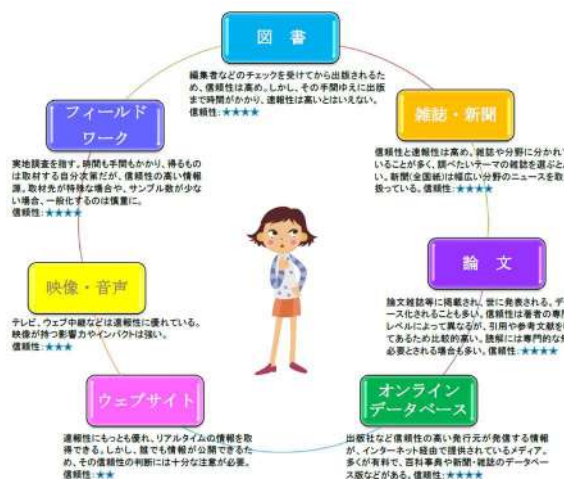 図 書
編集者などのチェックを受けてから出版されるた
め、信頼性は高め。しかし、その手間ゆえに出版
まで時間がかかり、速報性は高いとはいえない。
信頼性:★★★★
雑誌・新聞
信頼性と速報性は高め。雑誌や分野に分かれて
いることが多く、調べたいテーマの雑誌を選ぶと
い。新聞(全国紙)は幅広い分野のニュースを取
扱っている。信頼性:★★★★
論 文
論文雑誌等に掲載され、世に発表される。デ
ース化されることも多い。信頼性は著者の専
レベルによって異なるが、引用や参考文献を
てあるため比較的高い。読解には専門的な
必要とされる場合も多い。信頼性:★★★★
オンライン
データベース
出版社など信頼性の高い発行元が発信する情報
が、インターネット経由で提供されているメディア。
多くが有料で、百科事典や新聞・雑誌のデータベー
ス版などがある。信頼性:★★★★
ウェブサイト
速報性にもっとも優れ、リアルタイムの情報を取
得できる。しかし、誰でも情報が公開できるた
め、その信頼性の判断には十分な注意が必要。
信頼性:★★
映像・音声
テレビ、ウェブ中継などは速報性に優れている。
映像が持つ影響力やインパクトは強い。
信頼性:★★★
フィールド
ワーク
実地調査を指す。時間も手間もかかり、得るもの
は取材する自分次第だが、信頼性の高い情報
源。取材先が特殊な場合や、サンプル数が少な
い場合、一般化するのは慎重に。
信頼性:★★★★